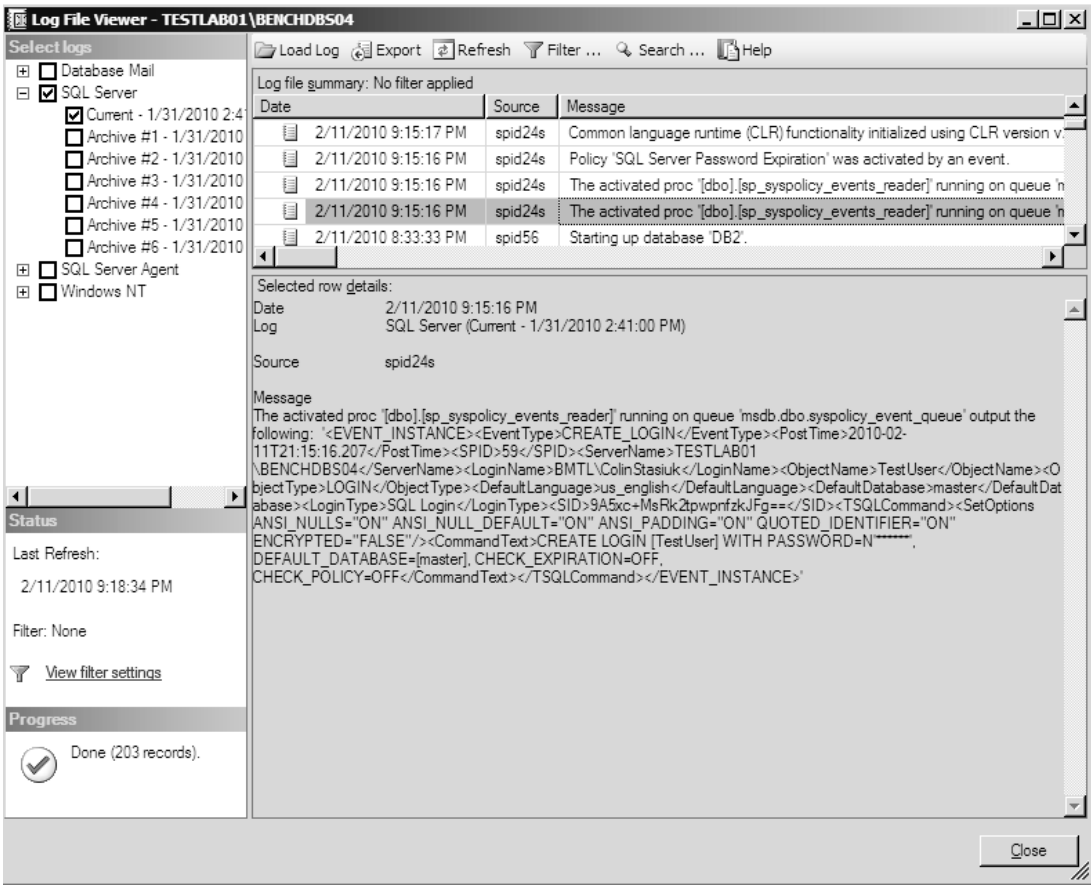 Log File Viewer - TESTLAB01\BENCHDBS04
Select logs
Database Mail
SQL Server
Current - 1/31/2010 2:4
Archive #1 - 1/31/2010
Archive #2 - 1/31/2010
Archive #3 - 1/31/2010
Archive #4 - 1/31/2010
Archive #5 - 1/31/2010
Archive #6 - 1/31/2010
SQL Server Agent
Windows NT
Status
Last Refresh:
2/11/2010 9:18:34 PM
Filter: None
View filter settings
Progress
Done (203 records).
Load Log Export Refresh Filter ... Search ... Help
Log file summary: No filter applied
Date Source Message
2/11/2010 9:15:17 PM spid24s Common language runtime (CLR) functionality initialized using CLR version v.
2/11/2010 9:15:16 PM spid24s Policy 'SQL Server Password Expiration' was activated by an event.
2/11/2010 9:15:16 PM spid24s The activated proc '[dbo].[sp_syspolicy_events_reader]' running on queue 'm
2/11/2010 9:15:16 PM spid24s The activated proc '[dbo].[sp_syspolicy_events_reader]' running on queue 'm
2/11/2010 8:33:33 PM spid56 Starting up database 'DB2'.
Selected row details:
Date 2/11/2010 9:15:16 PM
Log SQL Server (Current - 1/31/2010 2:41:00 PM)
Source spid24s
Message
The activated proc '[dbo].[sp_syspolicy_events_reader]' running on queue 'msdb.dbo.syspolicy_event_queue' output the
following: '<EVENT_INSTANCE><EventType>CREATE_LOGIN</EventType><PostTime>2010-02-
11T21:15:16.207</PostTime><SPID>59</SPID><ServerName>TESTLAB01
\BENCHDBS04</ServerName><LoginName>BMTL\ColinStasiuk</LoginName><ObjectName>TestUser</ObjectName><O
bjectType>LOGIN</ObjectType><DefaultLanguage>us_english</DefaultLanguage><DefaultDatabase>master</DefaultDat
abase><LoginType>SQL Login</LoginType><SID>9A5xc+MsRk2tpwpnfzkJFg==</SID><TSQLCommand><SetOptions
ANSI_NULLS="ON" ANSI_NULL_DEFAULT="ON" ANSI_PADDING="ON" QUOTED_IDENTIFIER="ON"
ENCRYPTED="FALSE"/><CommandText>CREATE LOGIN [TestUser] WITH PASSWORD=N'******',
DEFAULT_DATABASE=[master], CHECK_EXPIRATION=OFF,
CHECK_POLICY=OFF</CommandText></TSQLCommand></EVENT_INSTANCE>'
Close